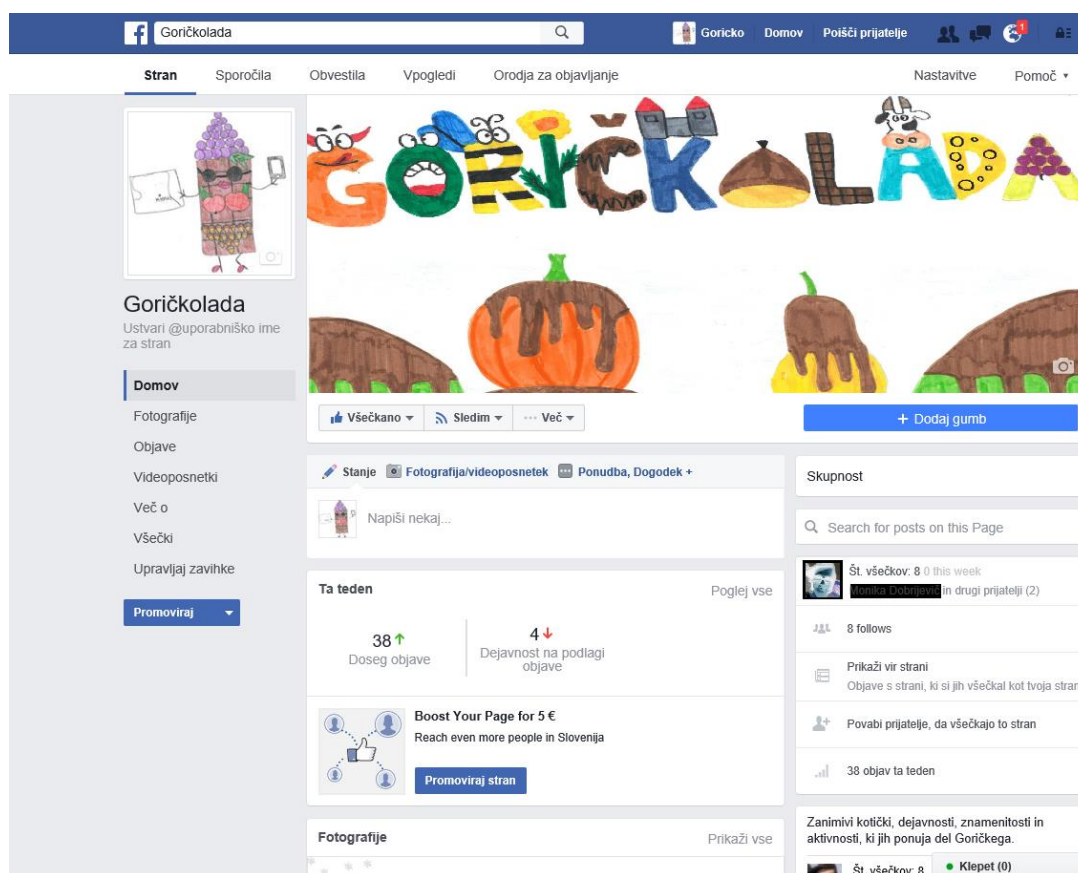 Goričkolada
Goricko Domov Poišči prijatelje 1
Stran Sporočila Obvestila Vpogledi Orodja za objavljanje Nastavitve Pomoč
GORIČKOLADA
Goričkolada
Ustvari @uporabniško ime
za stran
Domov
Fotografije
Objave
Videoposnetki
Več o
Všečki
Upravljaj zavihke
Promoviraj
Všečkano Sledim Več
+ Dodaj gumb
Stanje Fotografija/videoposnetek Ponudba, Dogodek +
Napiši nekaj...
Ta teden Poglej vse
38
Doseg objave
4
Dejavnost na podlagi
objave
Boost Your Page for 5 €
Reach even more people in Slovenija
Promoviraj stran
Fotografije Prikaži vse
Skupnost
Search for posts on this Page
Št. všečkov: 8 0 this week
in drugi prijatelji (2)
8 follows
Prikaži vir strani
Objave s strani, ki si jih všečkal kot tvoja stran
Povabi prijatelje, da všečkajo to stran
38 objav ta teden
Zanimivi kotički, dejavnosti, znamenitosti in
aktivnosti, ki jih ponuja del Goričkega.
Št. všečkov: 8
Klepet (0)